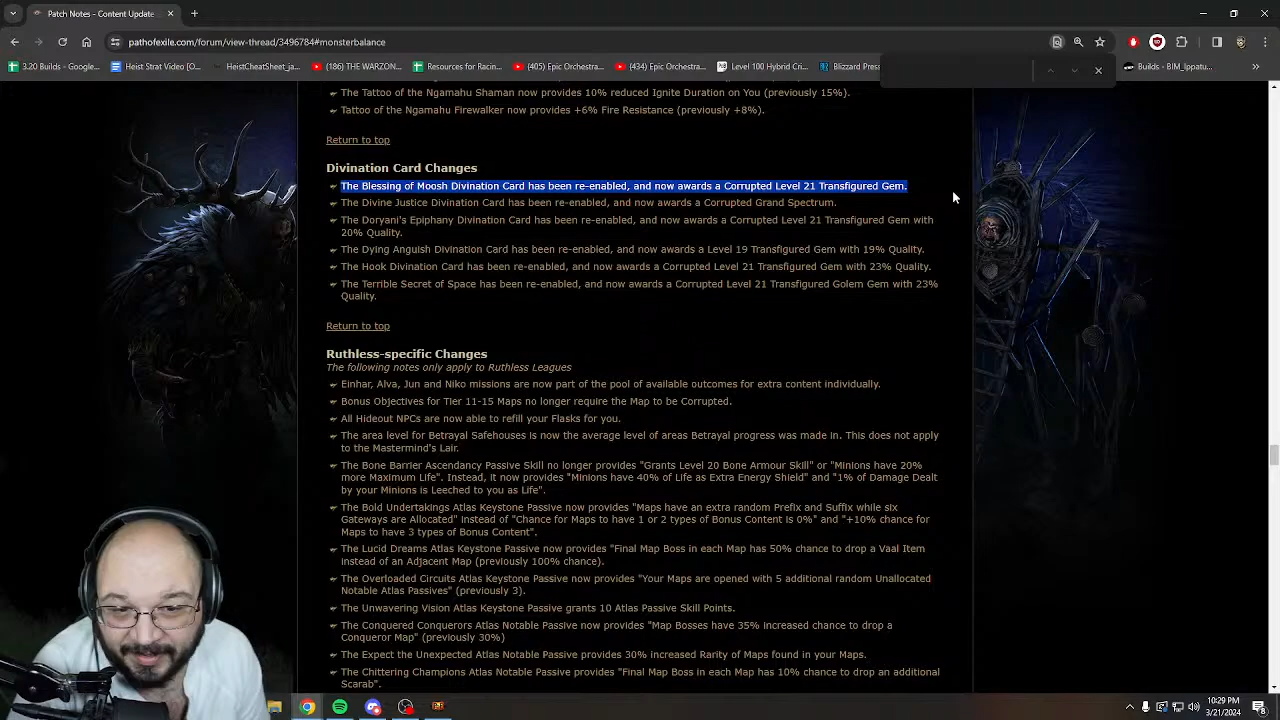 Patch Notes
pathofexile.com/forum/view-thread/3496784#monsterbalance
3.20 Builds - Google...
Heist Strat Video I...
HeistCheatSheet_ja...
(186) THE WARZON...
Resources for Racin...
(405) Epic Orchestra...
(434) Epic Orchestra...
Level 100 Hybrid Cri...
Blizzard Pres
Builds - BIM_Ippatu...
The Tattoo of the Ngamahu Shaman now provides 10% reduced Ignite Duration on You (previously 15%).
Tattoo of the Ngamahu Firewalker now provides +6% Fire Resistance (previously +8%).
Return to top
Divination Card Changes
The Blessing of Moosh Divination Card has been re-enabled, and now awards a Corrupted Level 21 Transfigured Gem.
The Divine Justice Divination Card has been re-enabled, and now awards a Corrupted Grand Spectrum.
The Doryani's Epiphany Divination Card has been re-enabled, and now awards a Corrupted Level 21 Transfigured Gem with
20% Quality.
The Dying Anguish Divination Card has been re-enabled, and now awards a Level 19 Transfigured Gem with 19% Quality.
The Hook Divination Card has been re-enabled, and now awards a Corrupted Level 21 Transfigured Gem with 23% Quality.
The Terrible Secret of Space has been re-enabled, and now awards a Corrupted Level 21 Transfigured Golem Gem with 23%
Quality.
Return to top
Ruthless-specific Changes
The following notes only apply to Ruthless Leagues
Einhar, Alva, Jun and Niko missions are now part of the pool of available outcomes for extra content individually.
Bonus Objectives for Tier 11-15 Maps no longer require the Map to be Corrupted.
All Hideout NPCs are now able to refill your Flasks for you.
The area level for Betrayal Safehouses is now the average level of areas Betrayal progress was made in. This does not apply
to the Mastermind's Lair.
The Bone Barrier Ascendancy Passive Skill no longer provides "Grants Level 20 Bone Armour Skill" or "Minions have 20%
more Maximum Life". Instead, it now provides "Minions have 40% of Life as Extra Energy Shield" and "1% of Damage Dealt
by your Minions is Leeched to you as Life".
The Bold Undertakings Atlas Keystone Passive now provides "Maps have an extra random Prefix and Suffix while six
Gateways are Allocated" instead of "Chance for Maps to have 1 or 2 types of Bonus Content is 0%" and "+10% chance for
Maps to have 3 types of Bonus Content".
The Lucid Dreams Atlas Keystone Passive now provides "Final Map Boss in each Map has 50% chance to drop a Vaal Item
instead of an Adjacent Map (previously 100% chance).
The Overloaded Circuits Atlas Keystone Passive now provides "Your Maps are opened with 5 additional random Unallocated
Notable Atlas Passives" (previously 3).
The Unwavering Vision Atlas Keystone Passive grants 10 Atlas Passive Skill Points.
The Conquered Conquerors Atlas Notable Passive now provides "Map Bosses have 35% increased chance to drop a
Conqueror Map" (previously 30%)
The Expect the Unexpected Atlas Notable Passive provides 30% increased Rarity of Maps found in your Maps.
The Chittering Champions Atlas Notable Passive provides "Final Map Boss in each Map has 10% chance to drop an additional
Scarab".
10:29 PM
3/21/2024